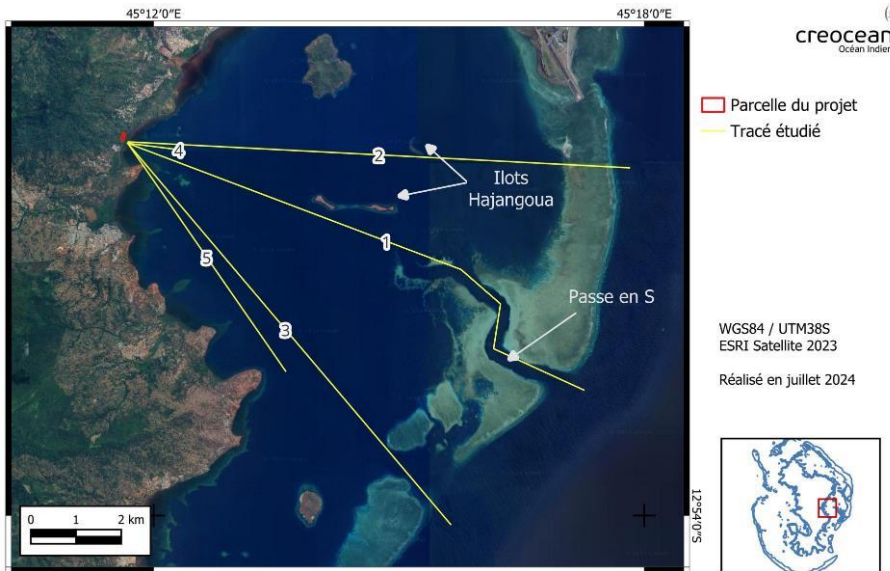 45°12'0"E
45°18'0"E
creocean
Océan Indien
Parcelle du projet
Tracé étudié
4
2
Ilots
Hajangoua
1
5
Passe en S
3
WGS84 / UTM38S
ESRI Satellite 2023
Réalisé en juillet 2024
12°54'0"S
0 1 2 km